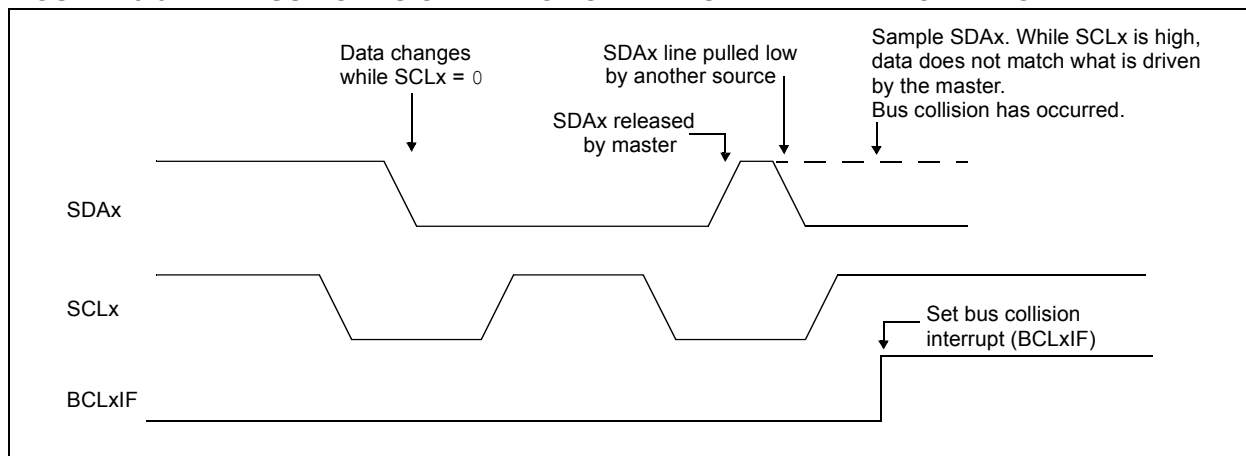 Data changes
while SCLx = 0
SDAx line pulled low
by another source
SDAx released
by master
Sample SDAx. While SCLx is high,
data does not match what is driven
by the master.
Bus collision has occurred.
SDAx
SCLx
Set bus collision
interrupt (BCLxIF)
BCLxIF